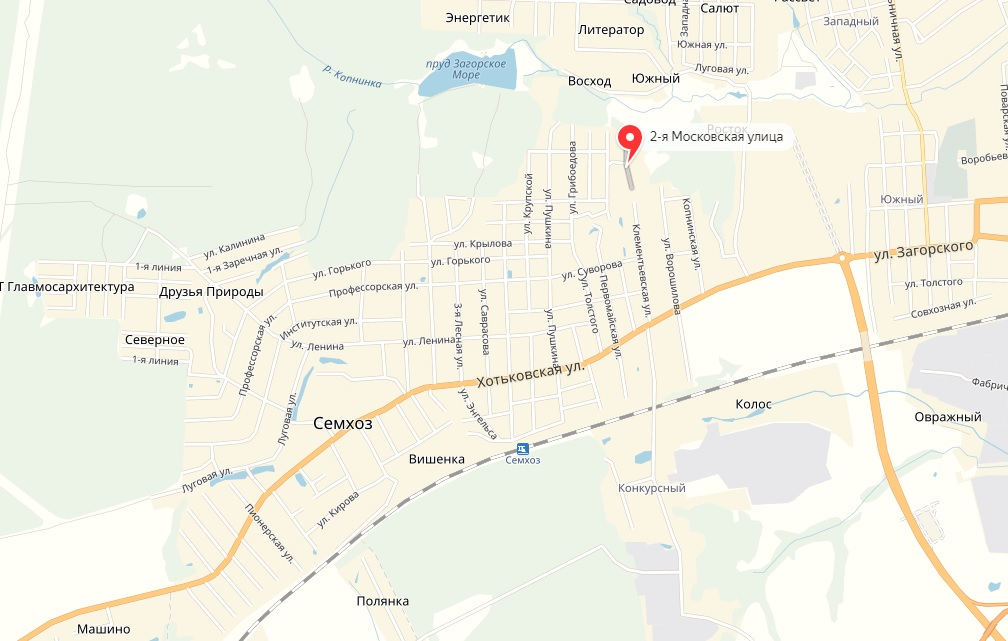 Садовод
Рассвет
Энергетик
Салют
Западная
Литератор
Западный
Южная ул.
Луговая ул.
р. Копнинка
пруд Загорское
Море
Восход
Южный
Росток
2-я Московская улица
Поварская ул.
Воробьев
ул. Грибоедова
ул. Крупской
ул. Пушкина
Копнинская ул.
Южный
ул. Калинина
1-я Заречная ул.
ул. Крылова
Клементьевская ул.
ул. Ворошилова
ул. Загорского
1-я линия
ул. Горького
ул. Горького
ул. Суворова
Т Главмосархитектура
Друзья Природы
Профессорская ул.
ул. Толстого
Первомайская ул.
ул. Толстого
Совхозная ул.
3-я Лесная ул.
ул. Саврасова
ул. Пушкина
Институтская ул.
Северное
ул. Ленина
ул. Ленина
1-я линия
Профессорская ул.
Хотьковская ул.
Фабрич
Луговая ул.
ул. Энгельса
Колос
Овражный
Семхоз
Вишенка
Семхоз
Луговая ул.
Конкурсный
ул. Кирова
Пионерская ул.
Полянка
Машино